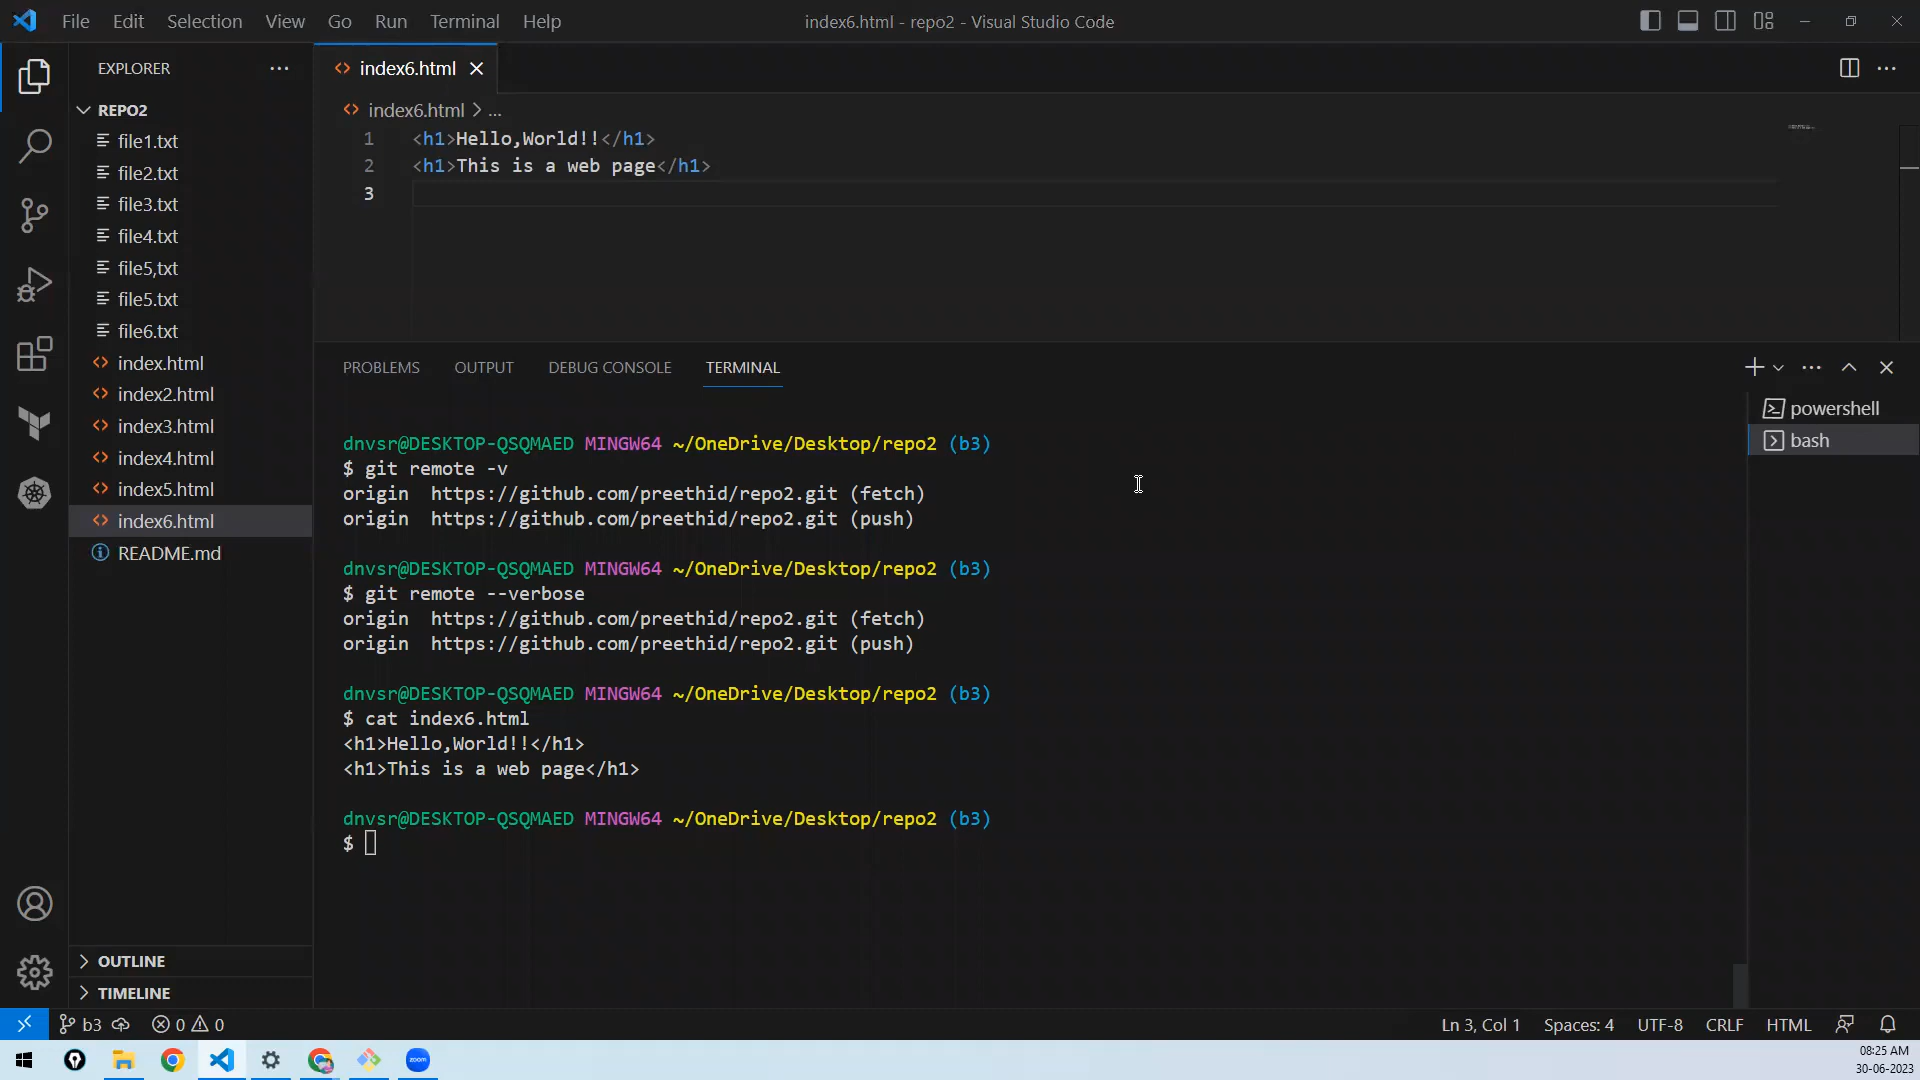 File Edit Selection View Go Run Terminal Help
index6.html - repo2 - Visual Studio Code
EXPLORER
REPO2
file1.txt
file2.txt
file3.txt
file4.txt
file5,txt
file5.txt
file6.txt
index.html
index2.html
index3.html
index4.html
index5.html
index6.html
README.md
OUTLINE
TIMELINE
index6.html
index6.html > ...
1 <h1>Hello,World!!</h1>
2 <h1>This is a web page</h1>
3
PROBLEMS OUTPUT DEBUG CONSOLE TERMINAL
powershell
bash
dnvsr@DESKTOP-QSQMAED MINGW64 ~/OneDrive/Desktop/repo2 (b3)
$ git remote -v
origin https://github.com/preethid/repo2.git (fetch)
origin https://github.com/preethid/repo2.git (push)
dnvsr@DESKTOP-QSQMAED MINGW64 ~/OneDrive/Desktop/repo2 (b3)
$ git remote --verbose
origin https://github.com/preethid/repo2.git (fetch)
origin https://github.com/preethid/repo2.git (push)
dnvsr@DESKTOP-QSQMAED MINGW64 ~/OneDrive/Desktop/repo2 (b3)
$ cat index6.html
<h1>Hello,World!!</h1>
<h1>This is a web page</h1>
dnvsr@DESKTOP-QSQMAED MINGW64 ~/OneDrive/Desktop/repo2 (b3)
$
b3 0 0
Ln 3, Col 1 Spaces: 4 UTF-8 CRLF HTML
zoom
08:25 AM
30-06-2023